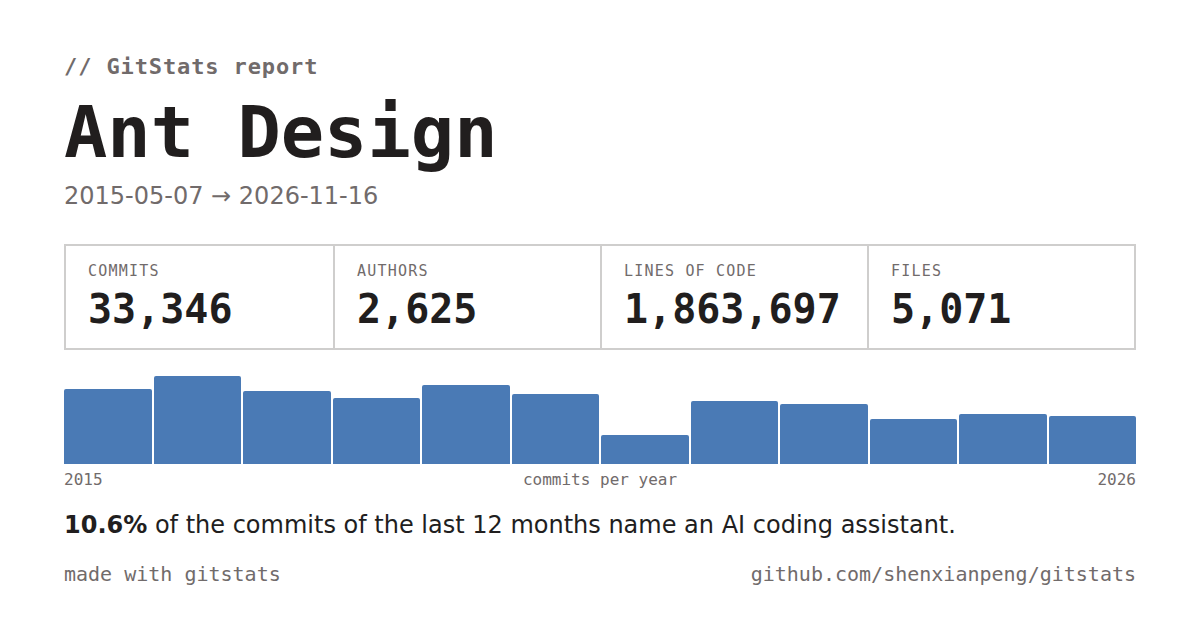 // GitStats report
Ant Design
2015-05-07 → 2026-11-16
COMMITS AUTHORS LINES OF CODE FILES
33,346 2,625 1,863,697 5,071
2015 commits per year 2026
10.6% of the commits of the last 12 months name an AI coding assistant.
made with gitstats github.com/shenxianpeng/gitstats